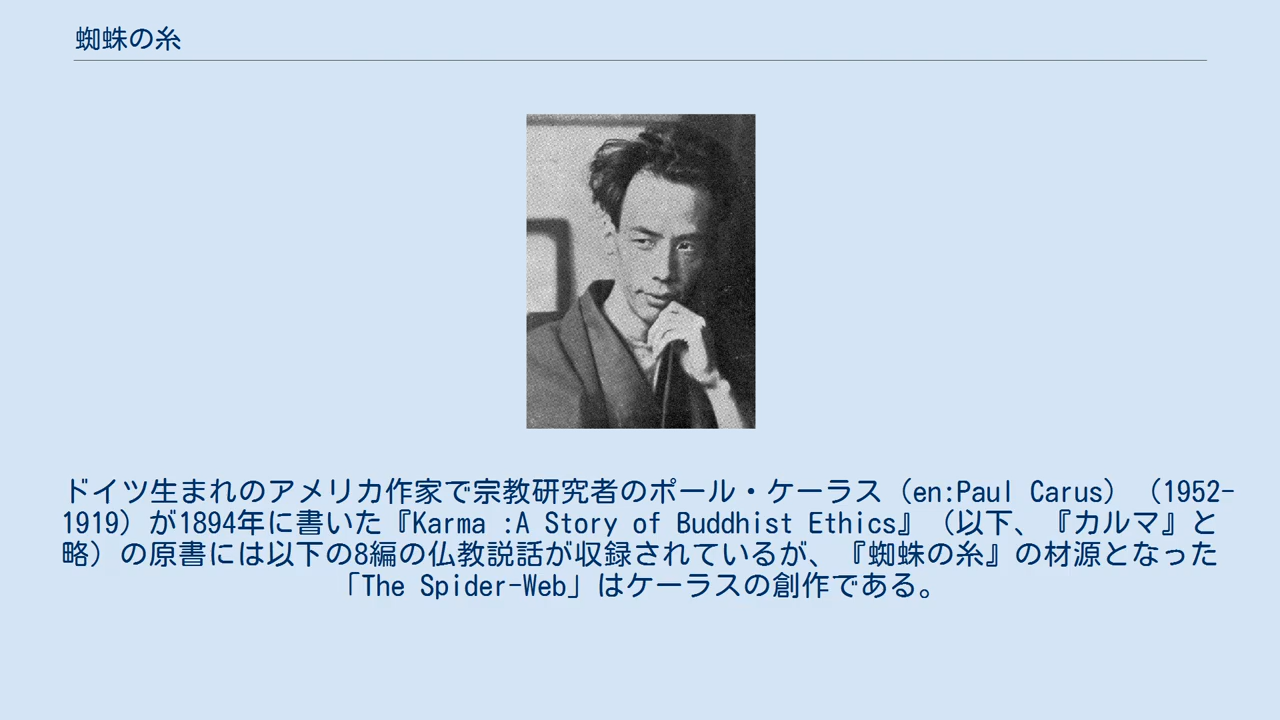 蜘蛛の糸
ドイツ生まれのアメリカ作家で宗教研究者のポール・ケーラス（en:Paul Carus）（1952-
1919）が1894年に書いた『Karma :A Story of Buddhist Ethics』（以下、『カルマ』と
略）の原書には以下の8編の仏教説話が収録されているが、『蜘蛛の糸』の材源となった
「The Spider-Web」はケーラスの創作である。